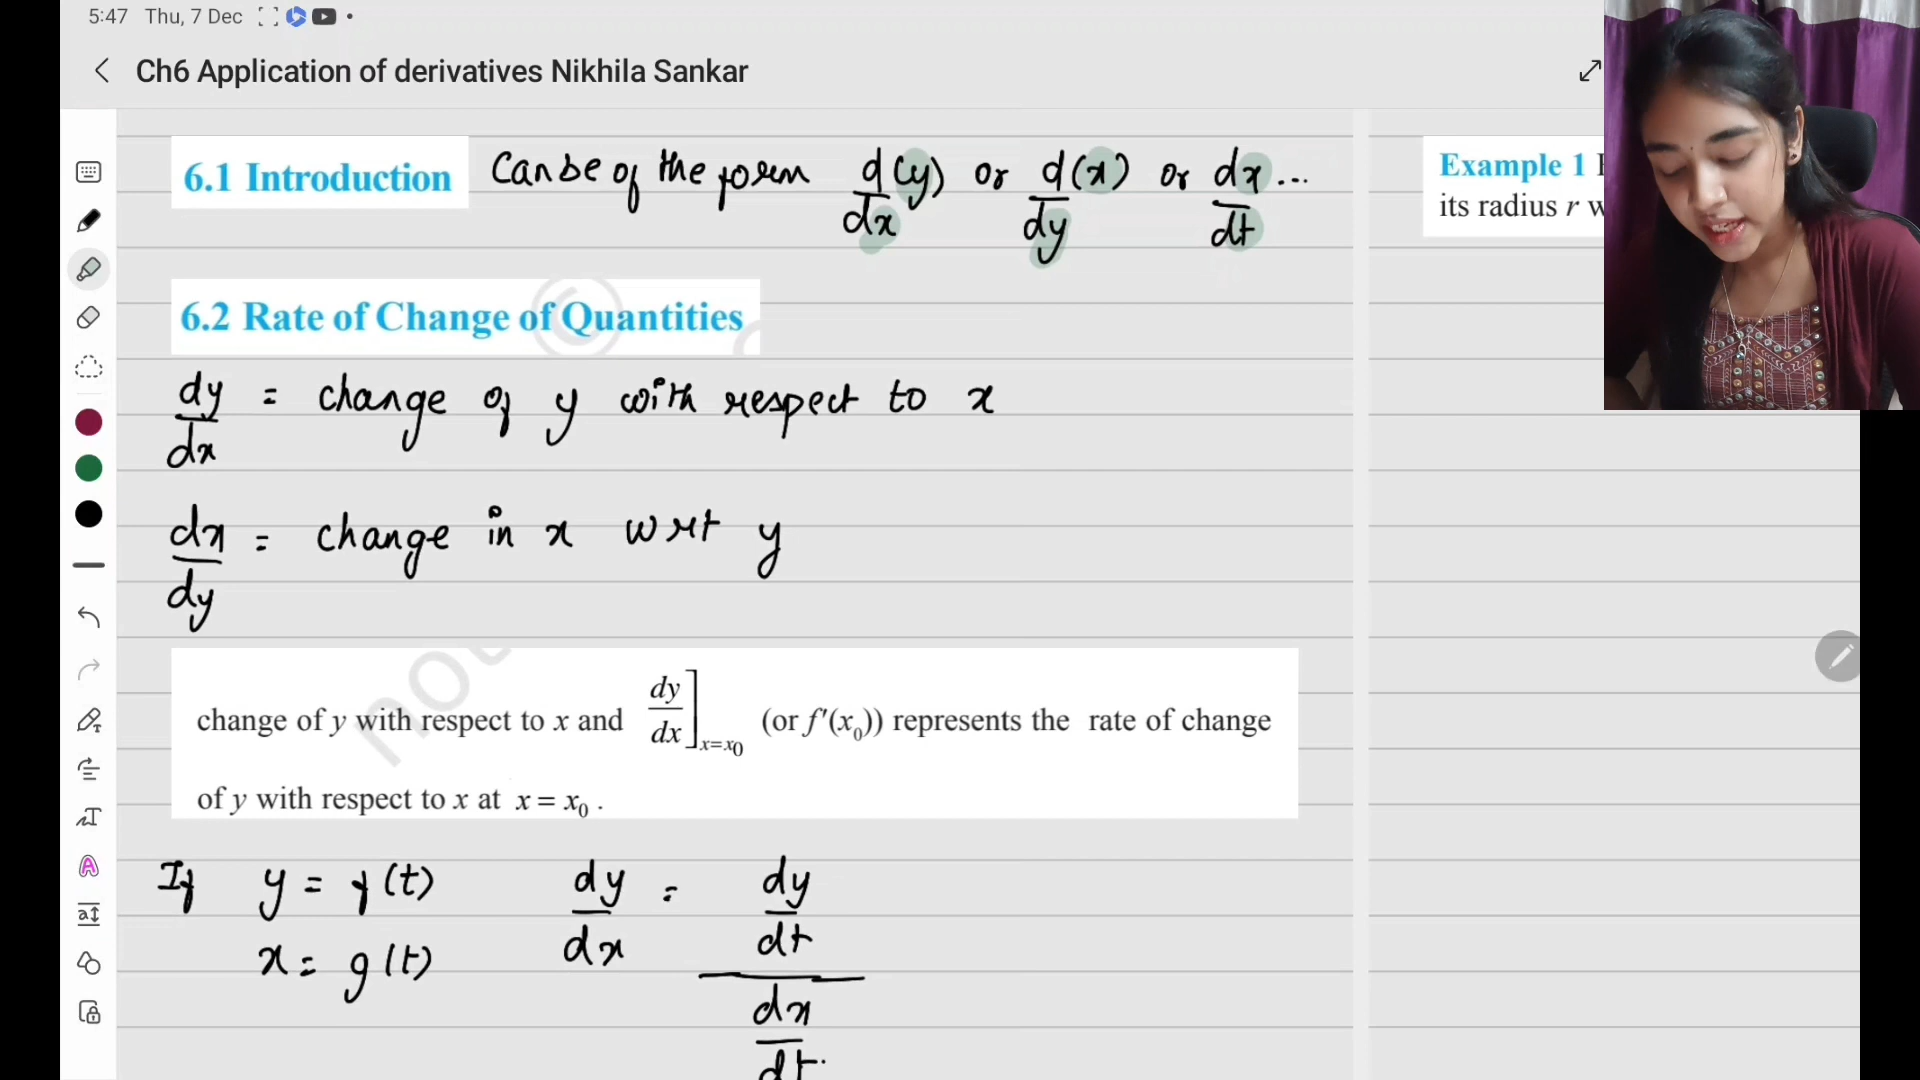 5:47 Thu, 7 Dec
Ch6 Application of derivatives Nikhila Sankar
6.1 Introduction Can be of the form d(y)/dx or d(x)/dy or dx/dt ...
6.2 Rate of Change of Quantities
dy/dx = change of y with respect to x
dx/dy = change in x wrt y
not
change of y with respect to x and dy/dx]x=x₀ (or f′(x₀)) represents the rate of change
of y with respect to x at x = x₀ .
If y = f(t) dy/dx = dy/dt / dx/dt
x = g(t)
Example 1
its radius r